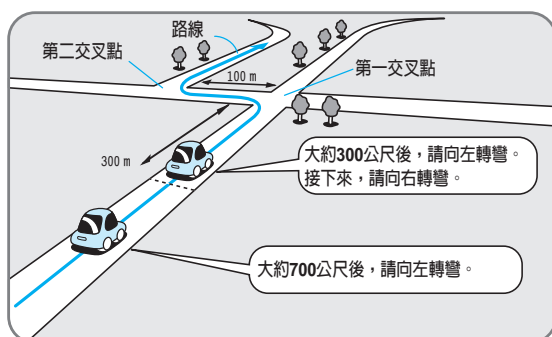 路線
第二交叉點
100 m
第一交叉點
300 m
大約300公尺後，請向左轉彎。
接下來，請向右轉彎。
大約700公尺後，請向左轉彎。